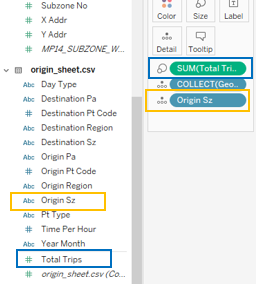 Subzone No
X Addr
Y Addr
MP14_SUBZONE_W...
origin_sheet.csv
Abc Day Type
Abc Destination Pa
# Destination Pt Code
Abc Destination Region
Abc Destination Sz
Abc Origin Pa
# Origin Pt Code
Abc Origin Region
Abc Origin Sz
Abc Pt Type
# Time Per Hour
Abc Year Month
# Total Trips
# origin_sheet.csv (Co...
Color Size Label
Detail Tooltip
SUM(Total Tri..
COLLECT(Geo..
Origin Sz